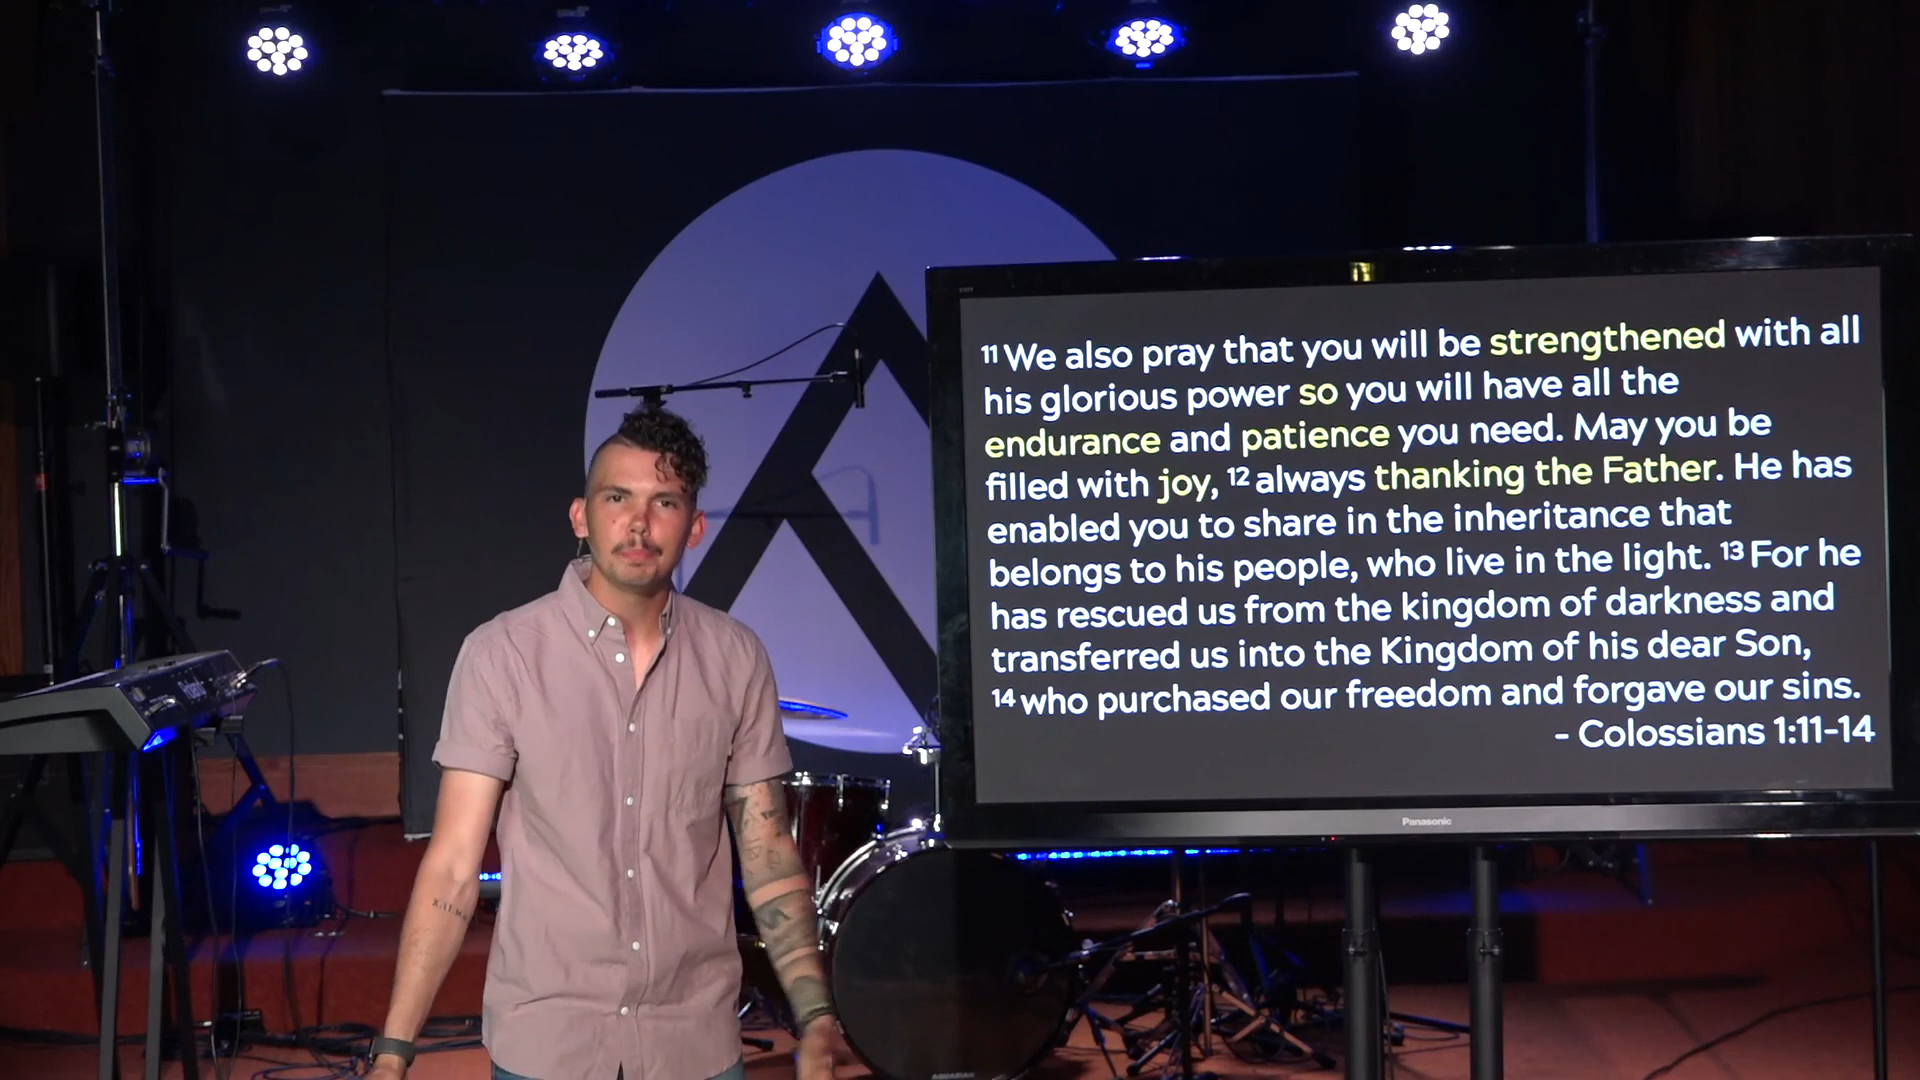 ¹¹ We also pray that you will be strengthened with all
his glorious power so you will have all the
endurance and patience you need. May you be
filled with joy, ¹² always thanking the Father. He has
enabled you to share in the inheritance that
belongs to his people, who live in the light. ¹³ For he
has rescued us from the kingdom of darkness and
transferred us into the Kingdom of his dear Son,
¹⁴ who purchased our freedom and forgave our sins.
- Colossians 1:11-14
Panasonic
AQUARIAN